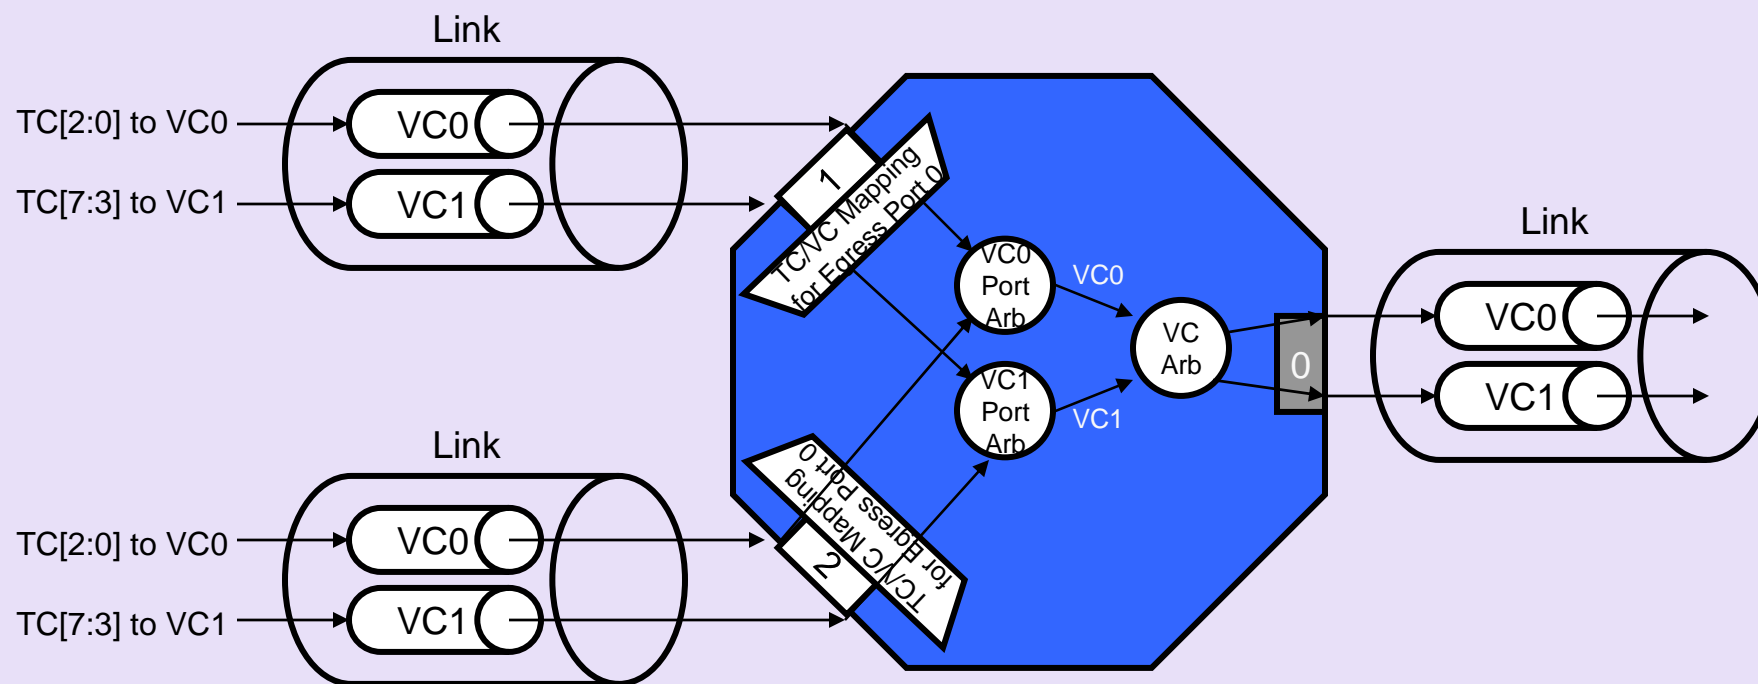 Link
TC[2:0] to VC0
VC0
TC[7:3] to VC1
VC1
1
TC/VC Mapping
for Egress Port 0
VC0
Port
Arb
VC0
VC
Arb
VC1
Port
Arb
VC1
0
Link
VC0
VC1
Link
TC[2:0] to VC0
VC0
TC[7:3] to VC1
VC1
2
TC/VC Mapping
for Egress Port 0